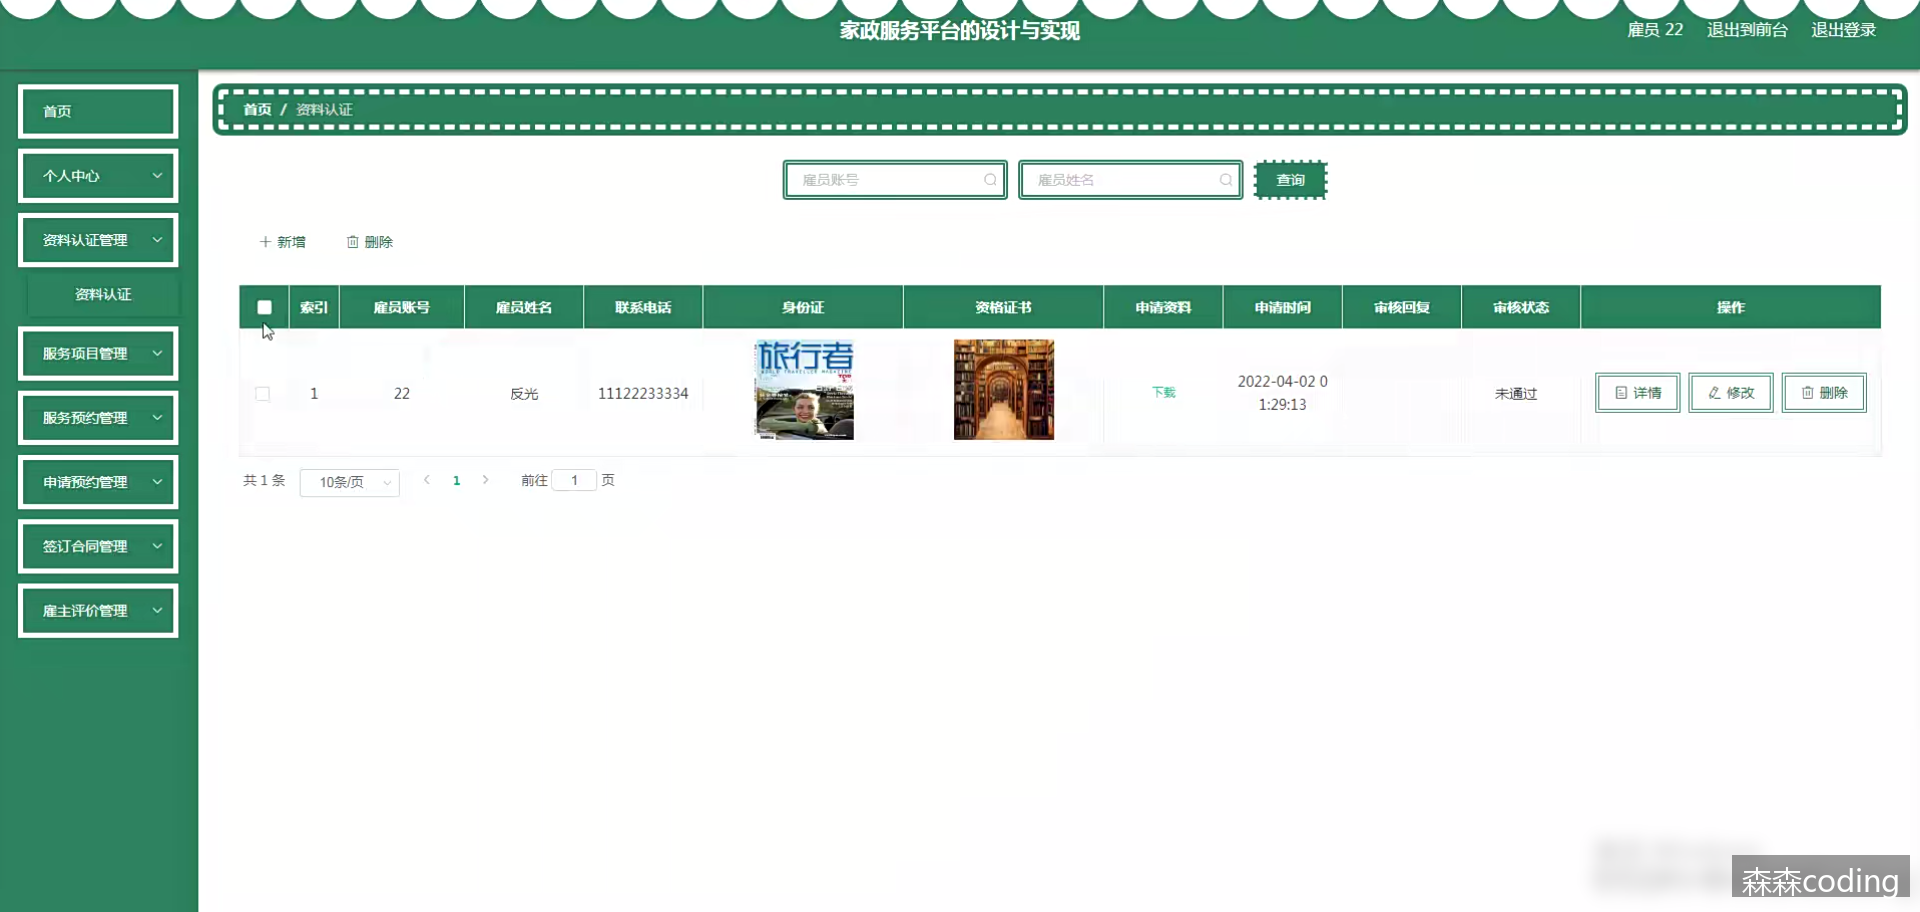 家政服务平台的设计与实现
雇员 22 退出到前台 退出登录
首页
个人中心
资料认证管理
资料认证
服务项目管理
服务预约管理
申请预约管理
签订合同管理
雇主评价管理
首页 / 资料认证
雇员账号 雇员姓名 查询
新增 删除
索引 雇员账号 雇员姓名 联系电话 身份证 资格证书 申请资料 申请时间 审核回复 审核状态 操作
旅行者
1 22 反光 11122233334 下载 2022-04-02 0
1:29:13 未通过 详情 修改 删除
共 1 条 10条/页 1 前往 1 页
森森coding